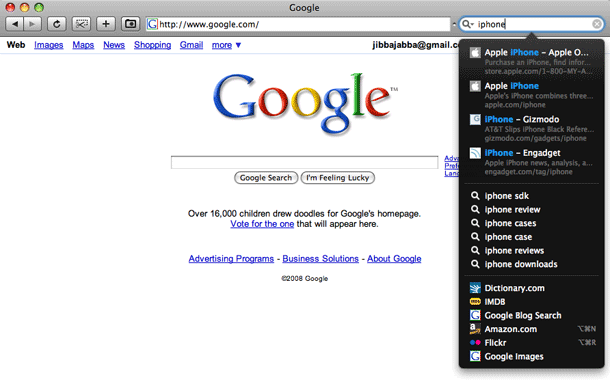 Google
http://www.google.com/
iphone
Web Images Maps News Shopping Gmail more ▼
jibbajabba@gmail.co
Google™
Adva
Prefe
Lang
Google Search
I'm Feeling Lucky
Over 16,000 children drew doodles for Google's homepage.
Vote for the one that will appear here.
Advertising Programs - Business Solutions - About Google
©2008 Google
Apple iPhone – Apple O...
Purchase an iPhone, find infor...
store.apple.com/1-800-MY-A...
Apple iPhone
Apple's iPhone combines three...
apple.com/iphone
iPhone – Gizmodo
AT&T Slips iPhone Black Refere...
gizmodo.com/gadgets/iphone
iPhone – Engadget
Apple iPhone news, analysis, a...
engadget.com/tag/iphone
iphone sdk
iphone review
iphone cases
iphone case
iphone reviews
iphone downloads
Dictionary.com
IMDB
Google Blog Search
Amazon.com ⌥⌘N
Flickr ⌥⌘R
Google Images